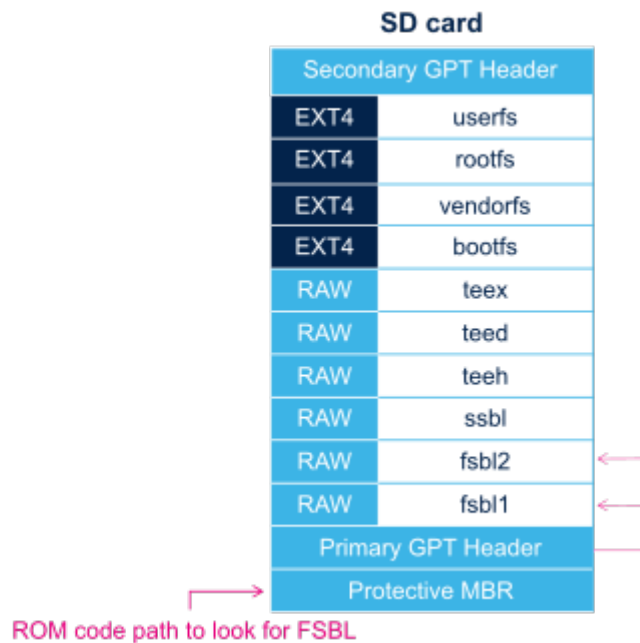 SD card
Secondary GPT Header
EXT4 userfs
EXT4 rootfs
EXT4 vendorfs
EXT4 bootfs
RAW teex
RAW teed
RAW teeh
RAW ssbl
RAW fsbl2
RAW fsbl1
Primary GPT Header
Protective MBR
ROM code path to look for FSBL